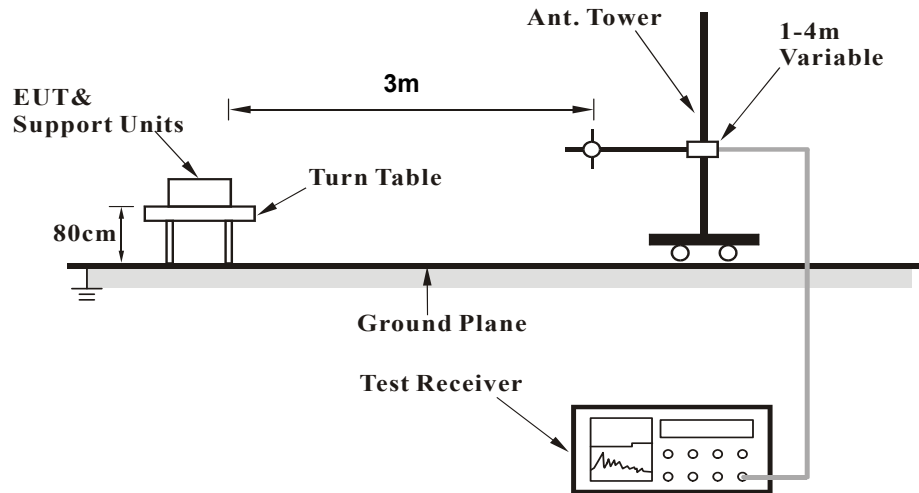 Ant. Tower
1-4m
Variable
3m
EUT&
Support Units
Turn Table
80cm
Ground Plane
Test Receiver